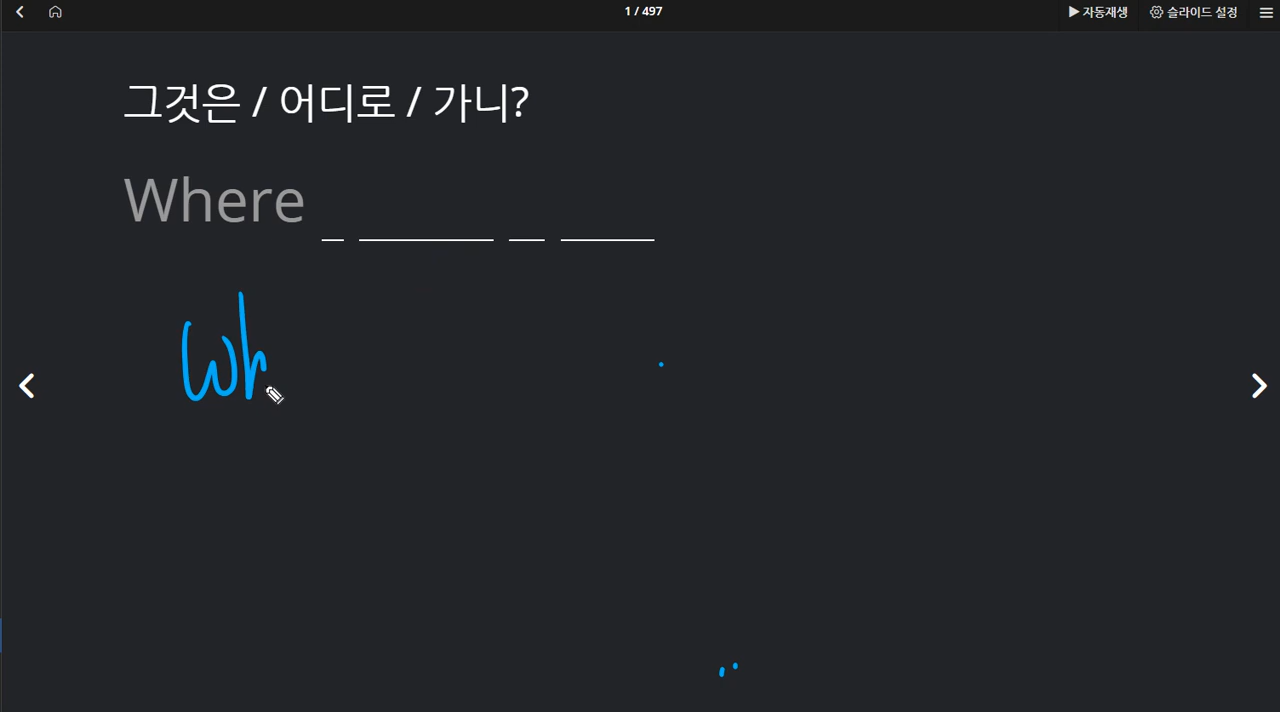 1 / 497
▶ 자동재생
슬라이드 설정
그것은 / 어디로 / 가니?
Where _ _ _ _
Wh